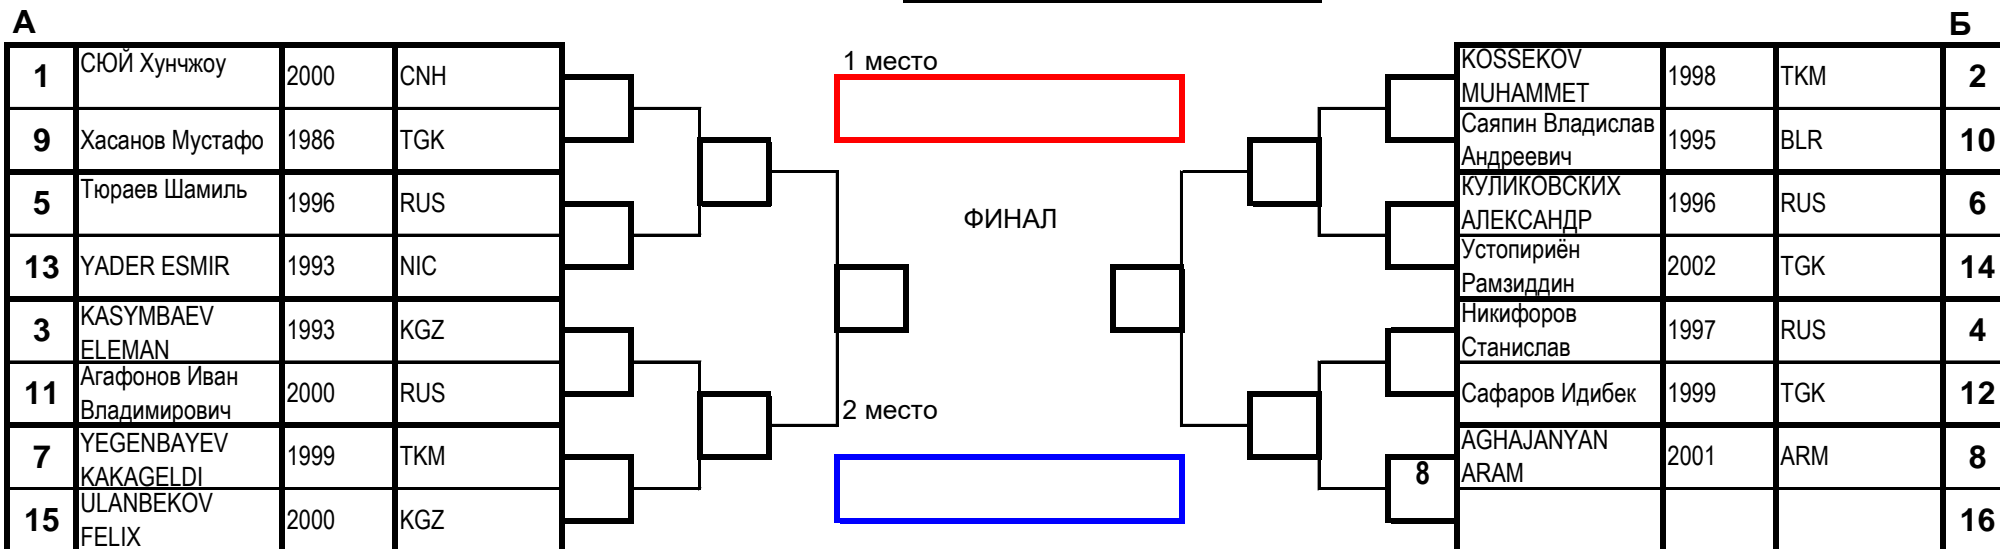 А
Б
1
СЮЙ Хунчжоу
2000
CNH
9
Хасанов Мустафо
1986
TGK
5
Тюраев Шамиль
1996
RUS
13
YADER ESMIR
1993
NIC
3
KASYMBAEV
ELEMAN
1993
KGZ
11
Агафонов Иван
Владимирович
2000
RUS
7
YEGENBAYEV
KAKAGELDI
1999
TKM
15
ULANBEKOV
FELIX
2000
KGZ
1 место
ФИНАЛ
2 место
KOSSEKOV
MUHAMMET
1998
TKM
2
Саяпин Владислав
Андреевич
1995
BLR
10
КУЛИКОВСКИХ
АЛЕКСАНДР
1996
RUS
6
Устопириён
Рамзиддин
2002
TGK
14
Никифоров
Станислав
1997
RUS
4
Сафаров Идибек
1999
TGK
12
8
AGHAJANYAN
ARAM
2001
ARM
8
16